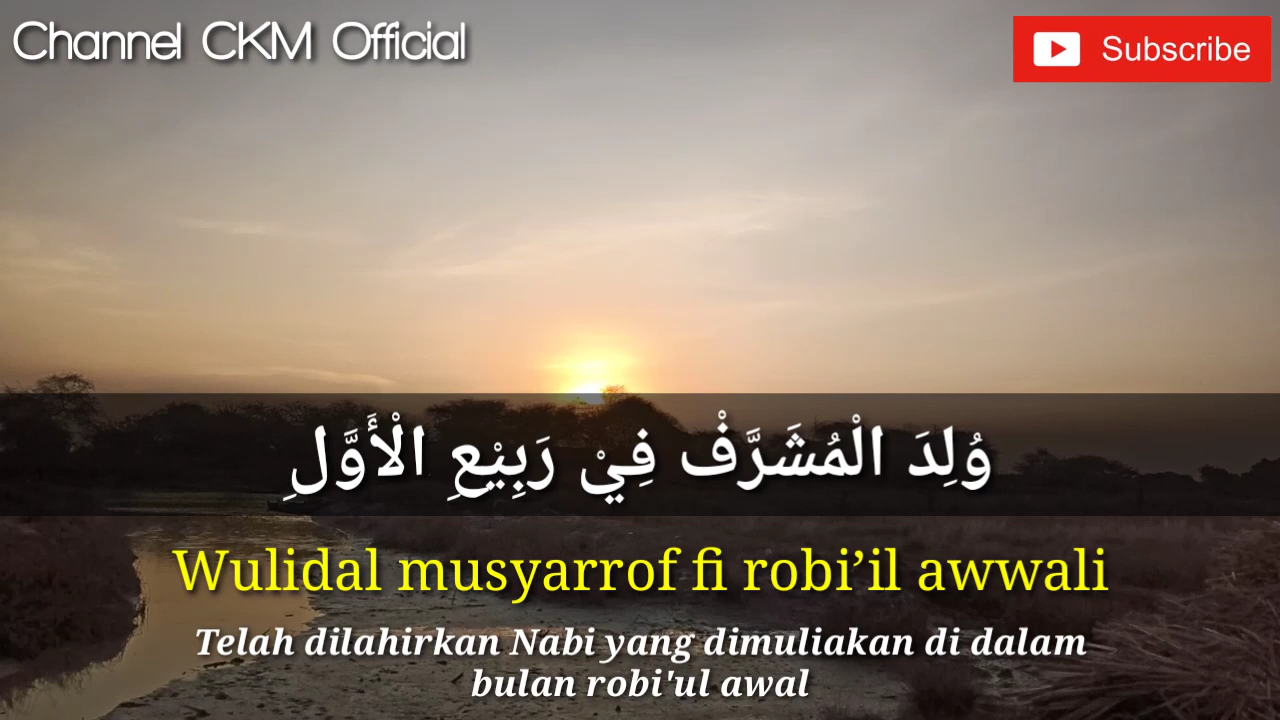 Channel CKM Official
Subscribe
وُلِدَ الْمُشَرَّفْ فِيْ رَبِيْعِ الْأَوَّلِ
Wulidal musyarrof fi robi’il awwali
Telah dilahirkan Nabi yang dimuliakan di dalam
bulan robi'ul awal